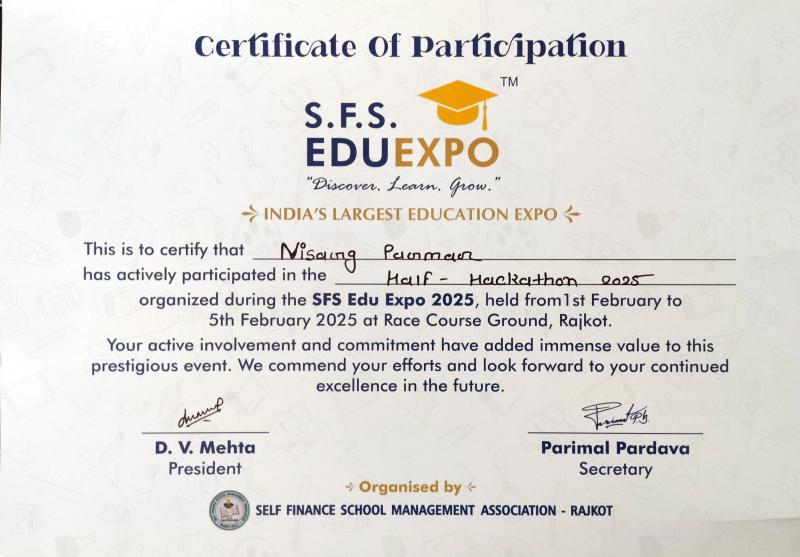 Certificate Of Participation
TM
S.F.S.
EDUEXPO
“Discover. Learn. Grow.”
INDIA'S LARGEST EDUCATION EXPO
This is to certify that Nisarg Parmar
has actively participated in the Half - Hackathon 2025
organized during the SFS Edu Expo 2025, held from1st February to
5th February 2025 at Race Course Ground, Rajkot.
Your active involvement and commitment have added immense value to this
prestigious event. We commend your efforts and look forward to your continued
excellence in the future.
D. V. Mehta
President
Parimal Pardava
Secretary
Organised by
SELF FINANCE SCHOOL MANAGEMENT ASSOCIATION - RAJKOT